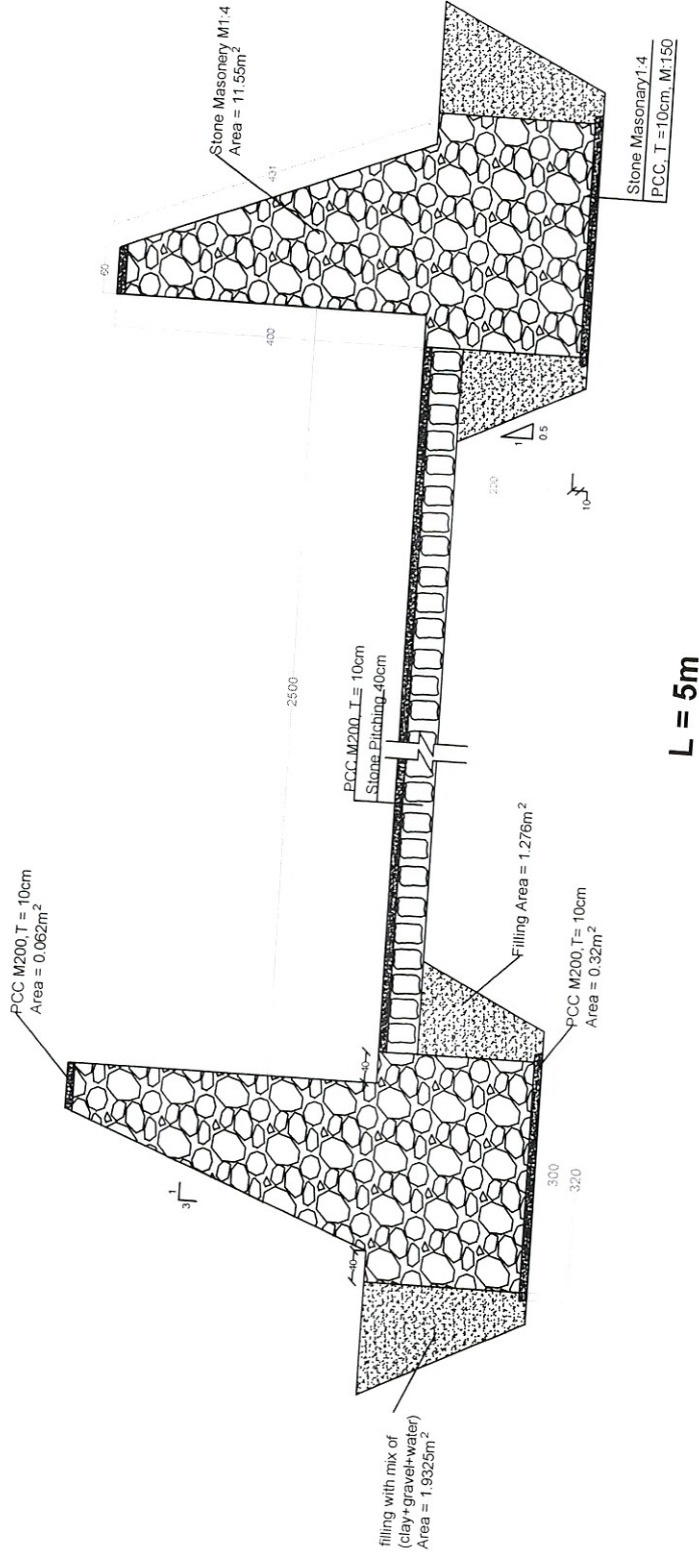 PCC M200,T = 10cm
Area = 0.062m²
Stone Masonery M1:4
Area = 11.55m²
60
431
400
2500
3
1
40
40
PCC M200, T = 10cm
Stone Pitching 40cm
filling with mix of
(clay+gravel+water)
Area = 1.9325m²
Filling Area = 1.276m²
1
0.5
200
10
PCC M200,T= 10cm
Area = 0.32m²
300
320
Stone Masonary1:4
PCC, T =10cm, M:150
L = 5m